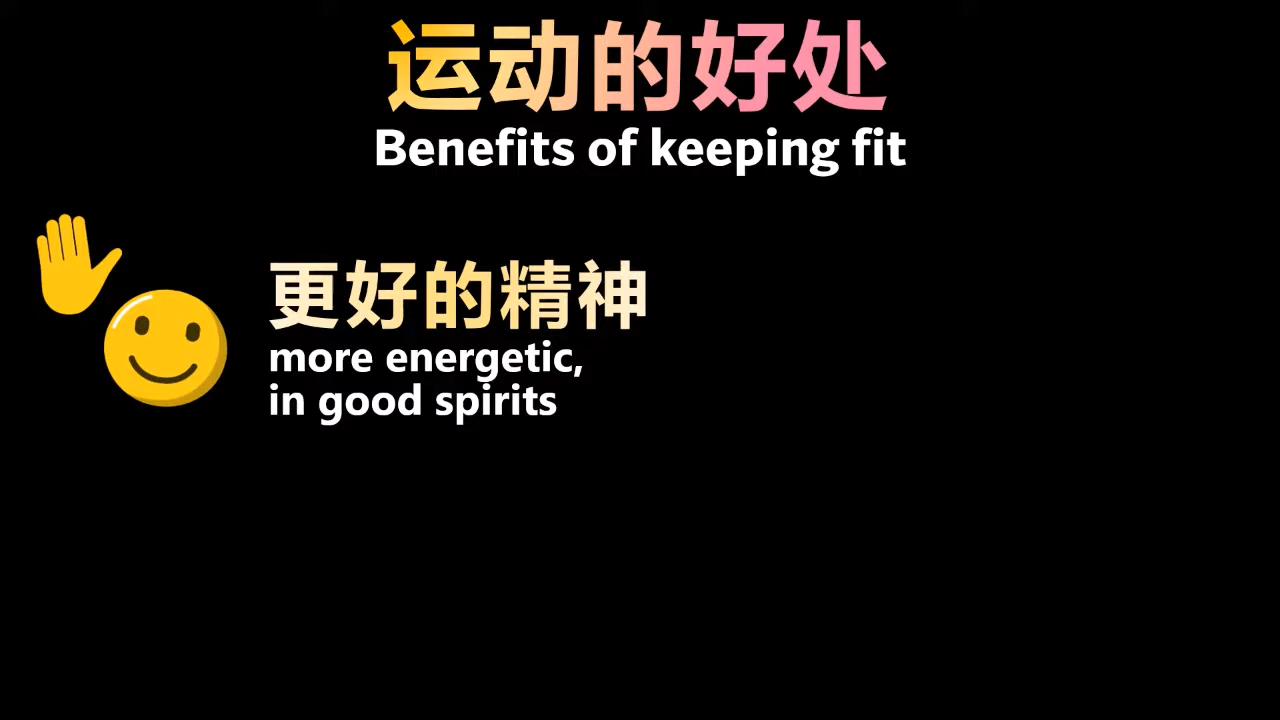 运动的好处
Benefits of keeping fit
更好的精神
more energetic,
in good spirits